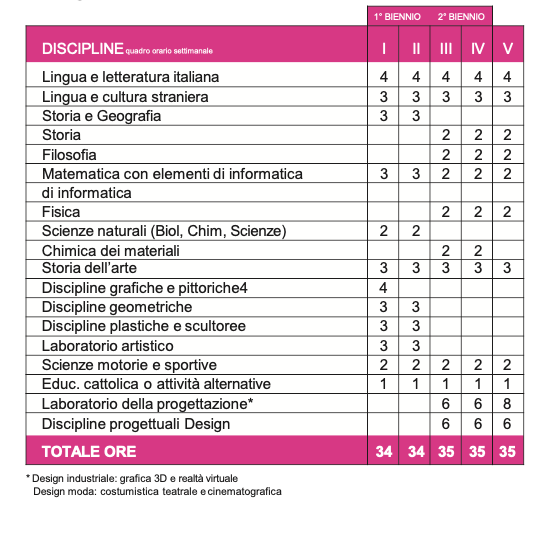 1° BIENNIO 2° BIENNIO
DISCIPLINE quadro orario settimanale I II III IV V
Lingua e letteratura italiana 4 4 4 4 4
Lingua e cultura straniera 3 3 3 3 3
Storia e Geografia 3 3
Storia 2 2 2
Filosofia 2 2 2
Matematica con elementi di informatica 3 3 2 2 2
di informatica
Fisica 2 2 2
Scienze naturali (Biol, Chim, Scienze) 2 2
Chimica dei materiali 2 2
Storia dell'arte 3 3 3 3 3
Discipline grafiche e pittoriche4 4
Discipline geometriche 3 3
Discipline plastiche e scultoree 3 3
Laboratorio artistico 3 3
Scienze motorie e sportive 2 2 2 2 2
Educ. cattolica o attività alternative 1 1 1 1 1
Laboratorio della progettazione* 6 6 8
Discipline progettuali Design 6 6 6
TOTALE ORE 34 34 35 35 35
* Design industriale: grafica 3D e realtà virtuale
Design moda: costumistica teatrale e cinematografica